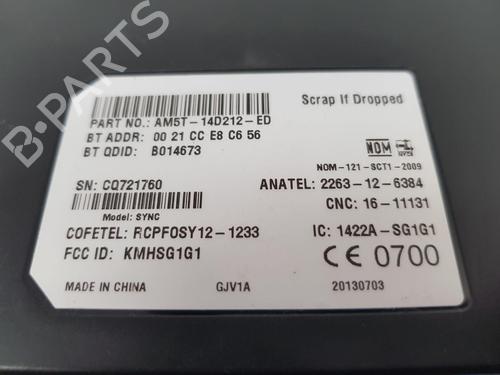 B-PARTS
Scrap If Dropped
PART NO.: AM5T-14D212-ED
BT ADDR: 00 21 CC E8 C6 56
BT QDID: B014673
NOM
NOM-121-SCT1-2009
SN: CQ721760
ANATEL: 2263-12-6384
Model: SYNC
CNC: 16-11131
COFETEL: RCPFOSY12-1233
IC: 1422A-SG1G1
FCC ID: KMHSG1G1
CE 0700
MADE IN CHINA
GJV1A
20130703